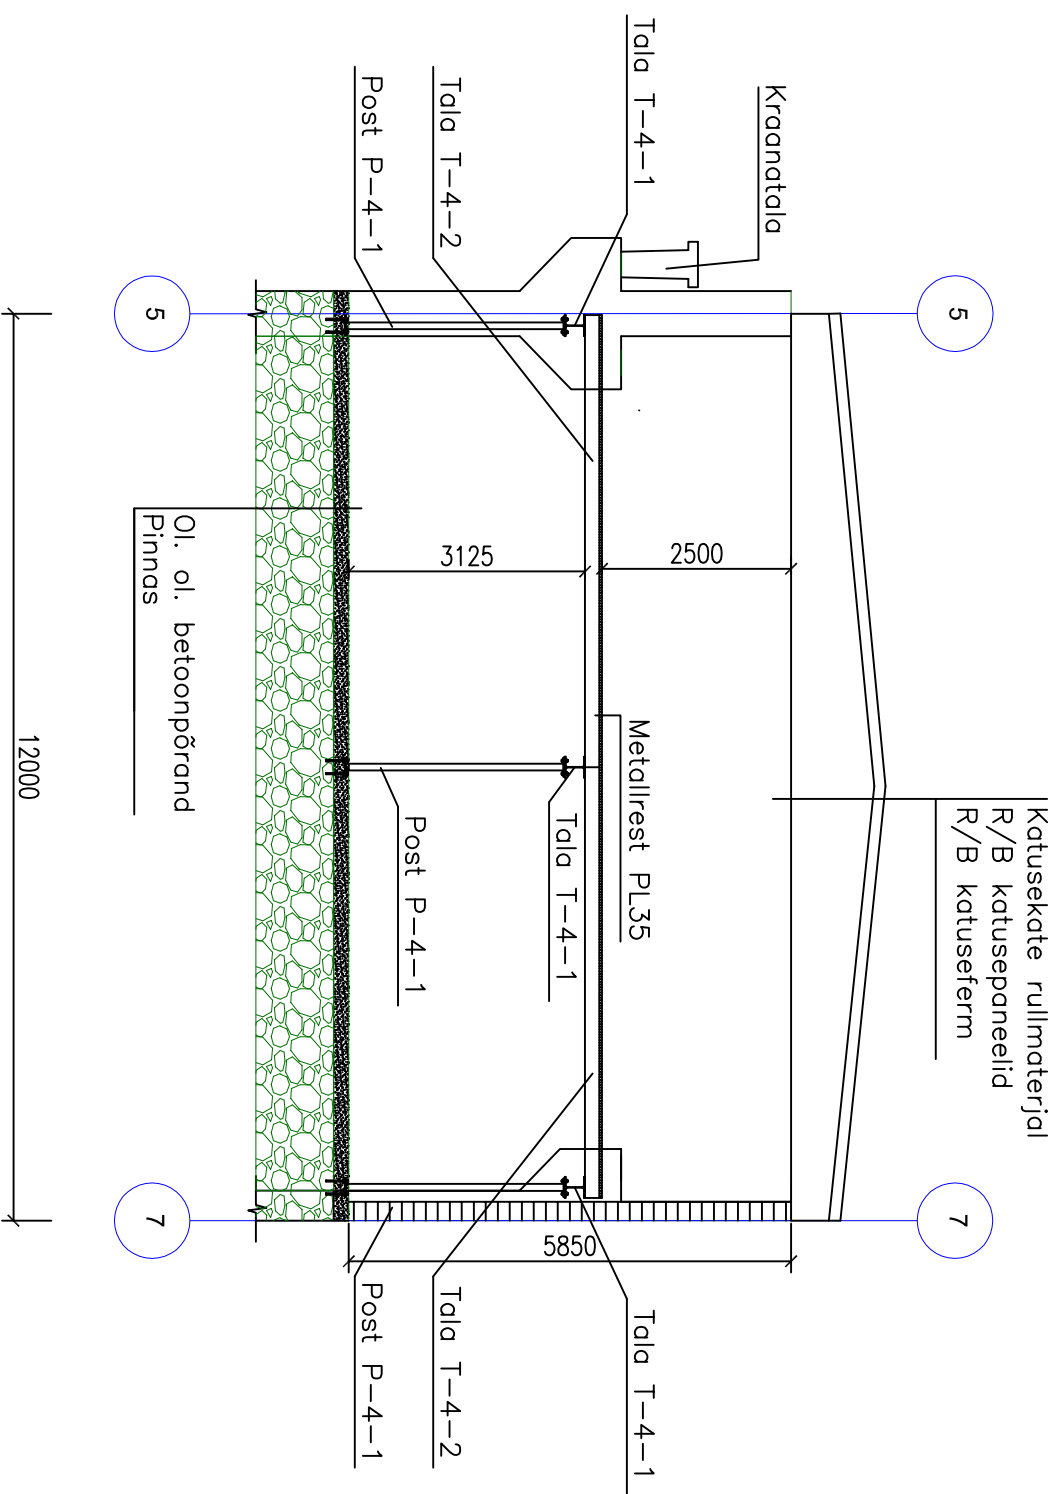 Katusekate rullmaterjal
R/B katusepaneelid
R/B katuseferm
5
7
Kraanatala
Tala T-4-1
Tala T-4-2
Post P-4-1
2500
3125
5850
Metallrest PL35
Tala T-4-1
Post P-4-1
Tala T-4-1
Tala T-4-2
Post P-4-1
Ol. ol. betoonpõrand
Pinnas
5
7
12000